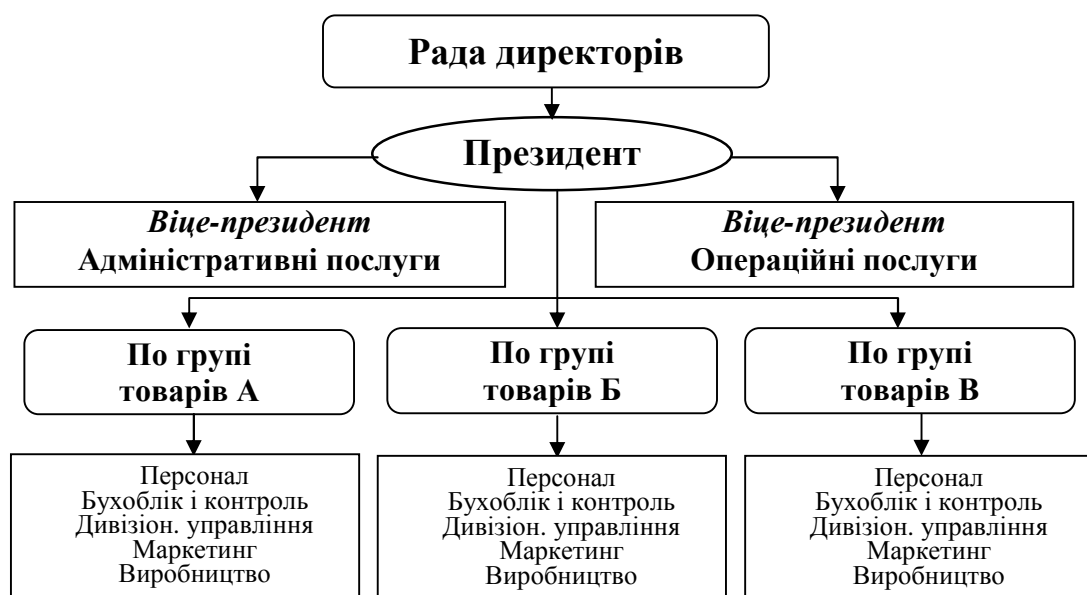 Рада директорів
Президент
Віце-президент
Адміністративні послуги
Віце-президент
Операційні послуги
По групі
товарів А
По групі
товарів Б
По групі
товарів В
Персонал
Бухоблік і контроль
Дивізіон. управління
Маркетинг
Виробництво
Персонал
Бухоблік і контроль
Дивізіон. управління
Маркетинг
Виробництво
Персонал
Бухоблік і контроль
Дивізіон. управління
Маркетинг
Виробництво